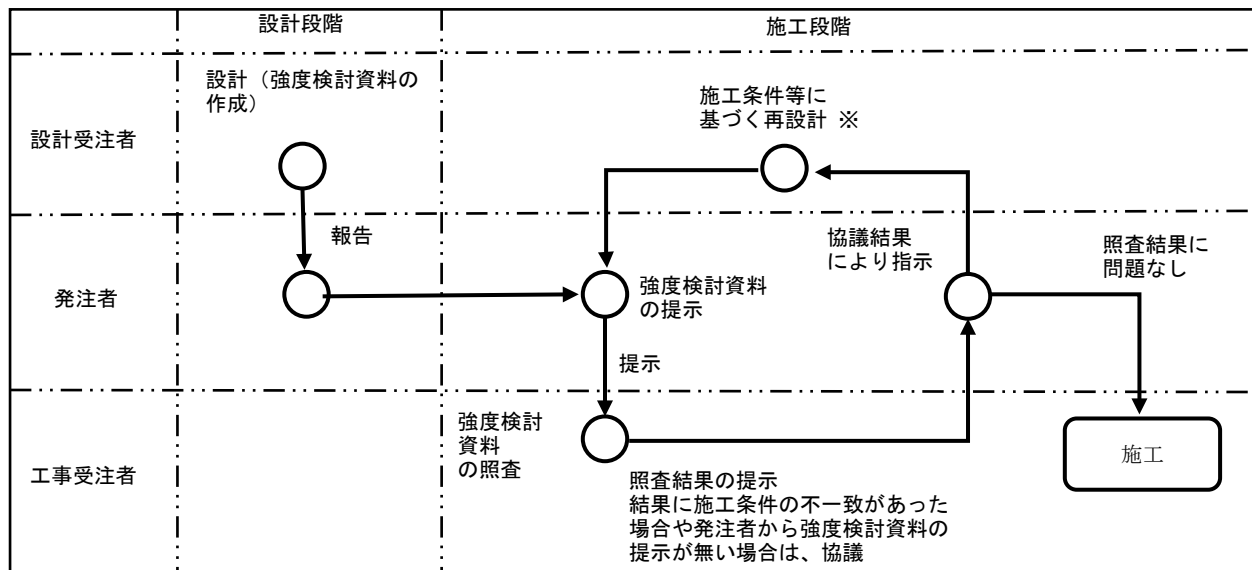 設計段階
施工段階
設計受注者
設計（強度検討資料の
作成）
施工条件等に
基づく再設計 ※
発注者
報告
強度検討資料
の提示
協議結果
により指示
照査結果に
問題なし
提示
工事受注者
強度検討
資料
の照査
照査結果の提示
結果に施工条件の不一致があった
場合や発注者から強度検討資料の
提示が無い場合は、協議
施工